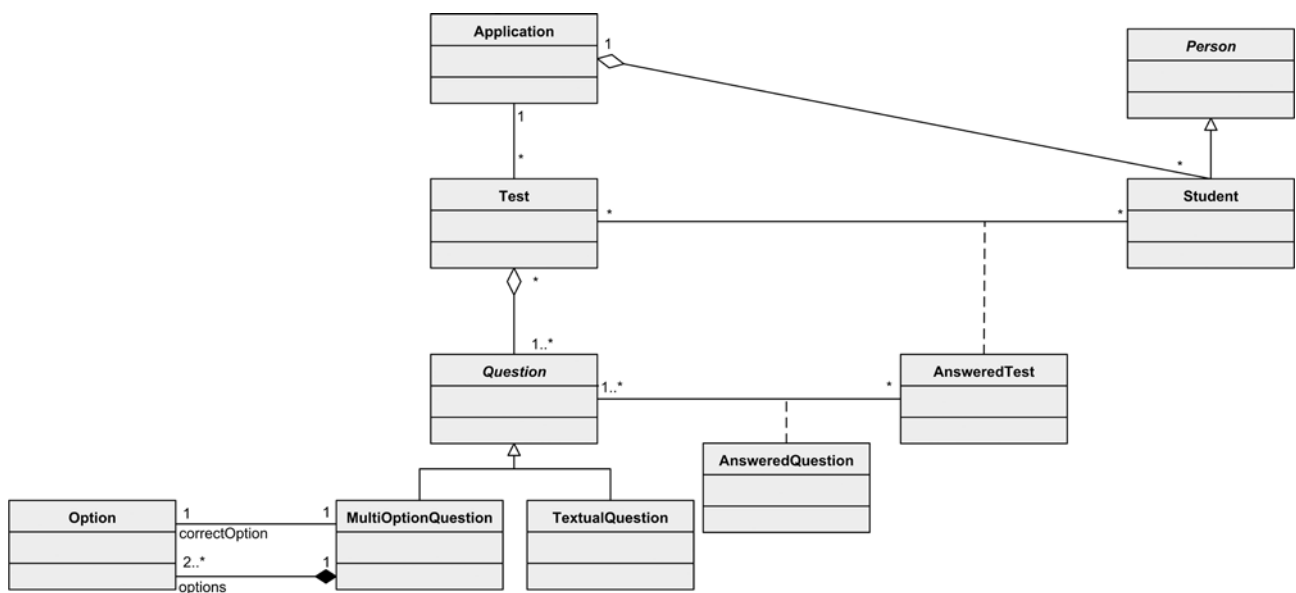 Application
Person
1
1
*
*
Test
Student
*
*
*
1..*
Question
AnsweredTest
1..*
*
AnsweredQuestion
Option
MultiOptionQuestion
TextualQuestion
1
1
correctOption
2..*
1
options